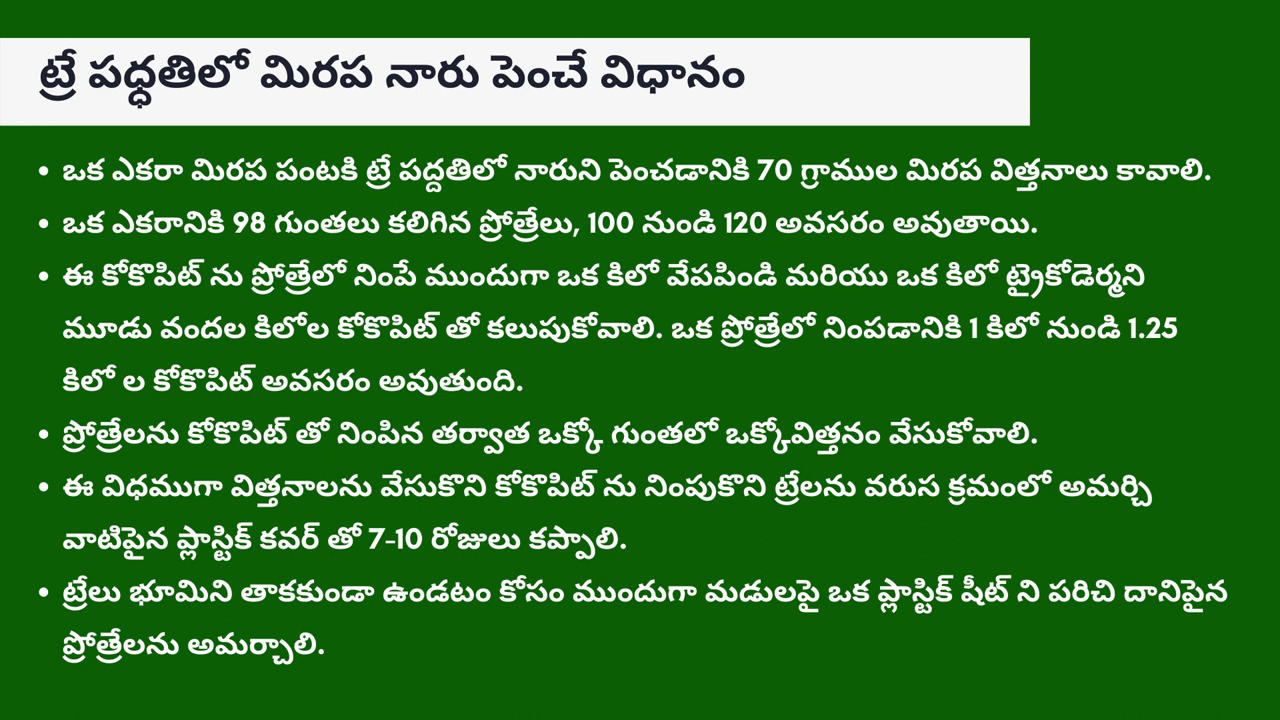 ట్రే పధ్ధతిలో మిరప నారు పెంచే విధానం
• ఒక ఎకరా మిరప పంటకి ట్రే పద్దతిలో నారుని పెంచడానికి 70 గ్రాముల మిరప విత్తనాలు కావాలి.
• ఒక ఎకరానికి 98 గుంతలు కలిగిన ప్రోత్రేలు, 100 నుండి 120 అవసరం అవుతాయి.
• ఈ కోకొపిట్ ను ప్రోత్రేలో నింపే ముందుగా ఒక కిలో వేపపిండి మరియు ఒక కిలో ట్రైకోడెర్మని
మూడు వందల కిలోల కోకొపిట్ తో కలుపుకోవాలి. ఒక ప్రోత్రేలో నింపడానికి 1 కిలో నుండి 1.25
కిలో ల కోకొపిట్ అవసరం అవుతుంది.
• ప్రోత్రేలను కోకొపిట్ తో నింపిన తర్వాత ఒక్కో గుంతలో ఒక్కోవిత్తనం వేసుకోవాలి.
• ఈ విధముగా విత్తనాలను వేసుకొని కోకొపిట్ ను నింపుకొని ట్రేలను వరుస క్రమంలో అమర్చి
వాటిపైన ప్లాస్టిక్ కవర్ తో 7-10 రోజులు కప్పాలి.
• ట్రేలు భూమిని తాకకుండా ఉండటం కోసం ముందుగా మడులపై ఒక ప్లాస్టిక్ షీట్ ని పరిచి దానిపైన
ప్రోత్రేలను అమర్చాలి.